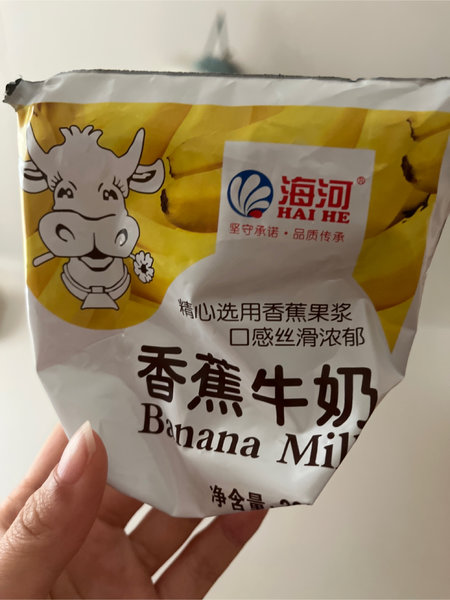 海河®
HAI HE
坚守承诺·品质传承
精心选用香蕉果浆
口感丝滑浓郁
香蕉牛奶
Banana Mil
净含量: